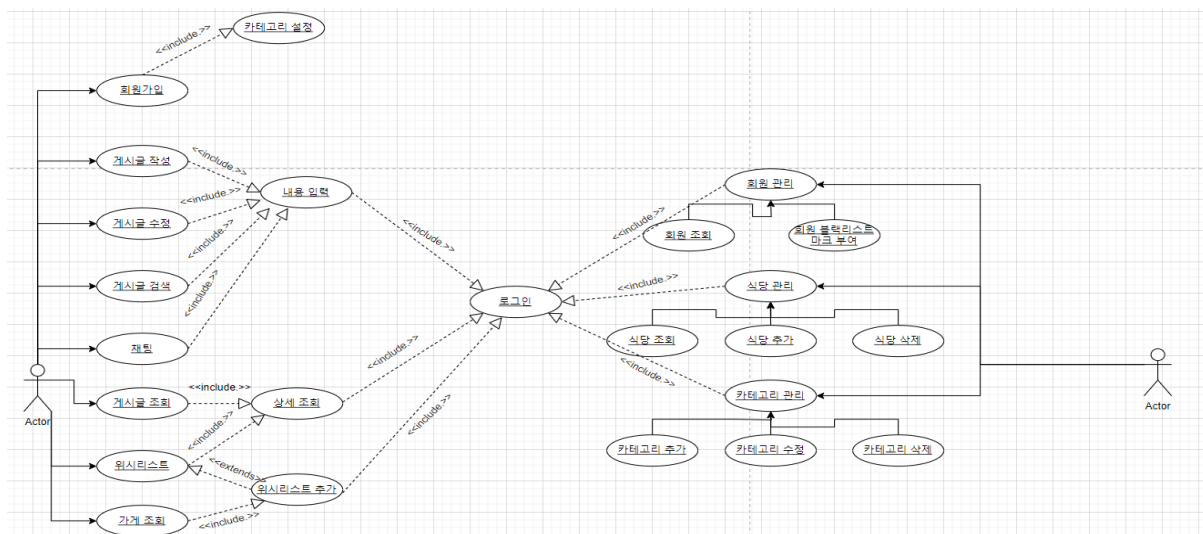 카테고리 설정
<<include.>>
회원가입
게시글 작성
<<include.>>
내용 입력
게시글 수정
<<include.>>
게시글 검색
<<include.>>
채팅
<<include.>>
<<include.>>
회원 관리
<<include.>>
회원 조회
회원 블랙리스트
마크 부여
로그인
<<include.>>
식당 관리
식당 조회
식당 추가
식당 삭제
<<include.>>
카테고리 관리
카테고리 추가
카테고리 수정
카테고리 삭제
Actor
Actor
게시글 조회
<<include.>>
상세 조회
<<include.>>
위시리스트
<<include.>>
<<extends>>
위시리스트 추가
<<include.>>
가게 조회
<<include.>>